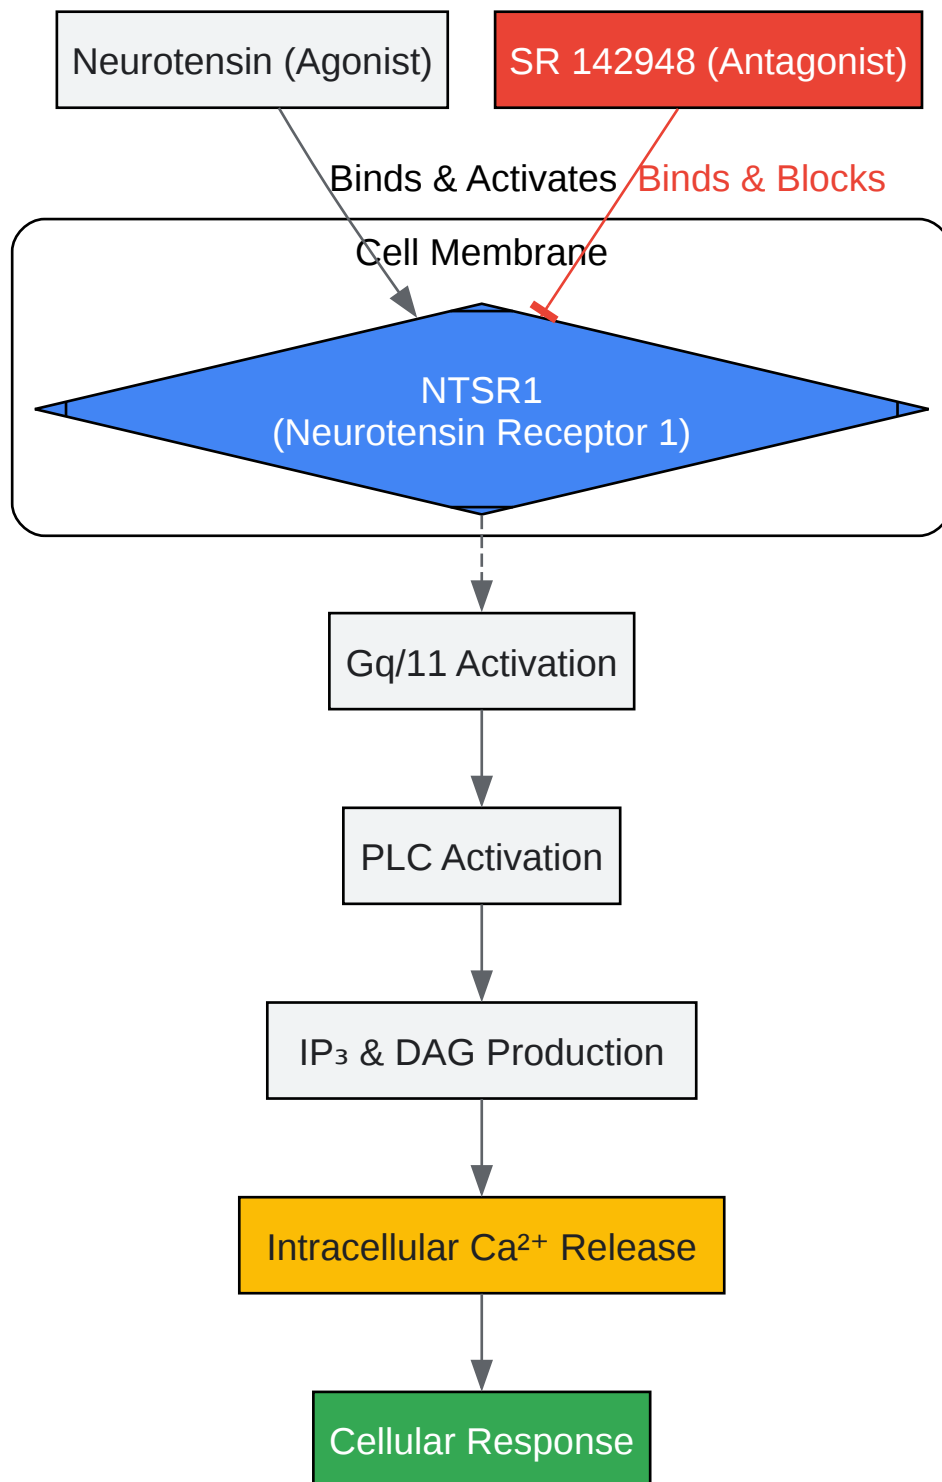 Neurotensin (Agonist)
SR 142948 (Antagonist)
Binds & Activates
Binds & Blocks
Cell Membrane
NTSR1
(Neurotensin Receptor 1)
Gq/11 Activation
PLC Activation
IP₃ & DAG Production
Intracellular Ca²⁺ Release
Cellular Response